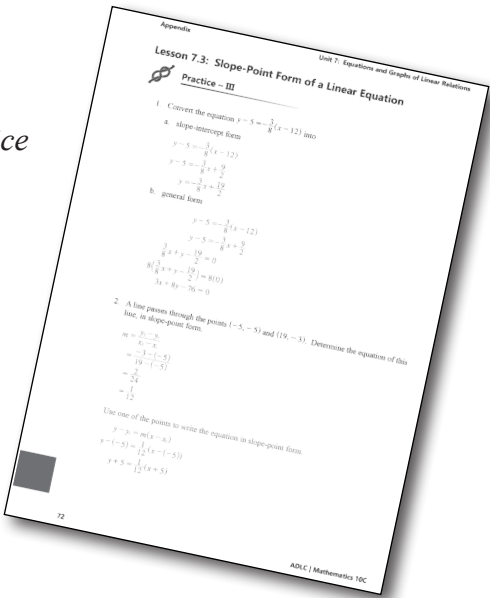 ce
Appendix
Unit 7: Equations and Graphs of Linear Relations
Lesson 7.3: Slope-Point Form of a Linear Equation
Practice – III
1. Convert the equation y − 5 = −3/8(x − 12) into
a. slope-intercept form
y − 5 = −3/8(x − 12)
y − 5 = −3/8x + 9/2
y = −3/8x + 19/2
b. general form
y − 5 = −3/8(x − 12)
y − 5 = −3/8x + 9/2
3/8x + y − 19/2 = 0
8(3/8x + y − 19/2) = 8(0)
3x + 8y − 76 = 0
2. A line passes through the points (−5, −5) and (19, −3). Determine the equation of this
line, in slope-point form.
m = y₂ − y₁/x₂ − x₁
= −3 − (−5)/19 − (−5)
= 2/24
= 1/12
Use one of the points to write the equation in slope-point form.
y − y₁ = m(x − x₁)
y − (−5) = 1/12(x − (−5))
y + 5 = 1/12(x + 5)
72
ADLC | Mathematics 10C